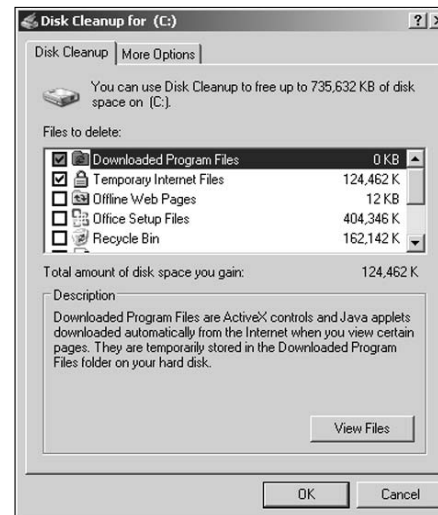 Disk Cleanup for (C:)
Disk Cleanup
More Options
You can use Disk Cleanup to free up to 735,632 KB of disk
space on (C:).
Files to delete:
Downloaded Program Files 0 KB
Temporary Internet Files 124,462 K
Offline Web Pages 12 KB
Office Setup Files 404,346 K
Recycle Bin 162,142 K
Total amount of disk space you gain: 124,462 K
Description
Downloaded Program Files are ActiveX controls and Java applets
downloaded automatically from the Internet when you view certain
pages. They are temporarily stored in the Downloaded Program
Files folder on your hard disk.
View Files
OK
Cancel